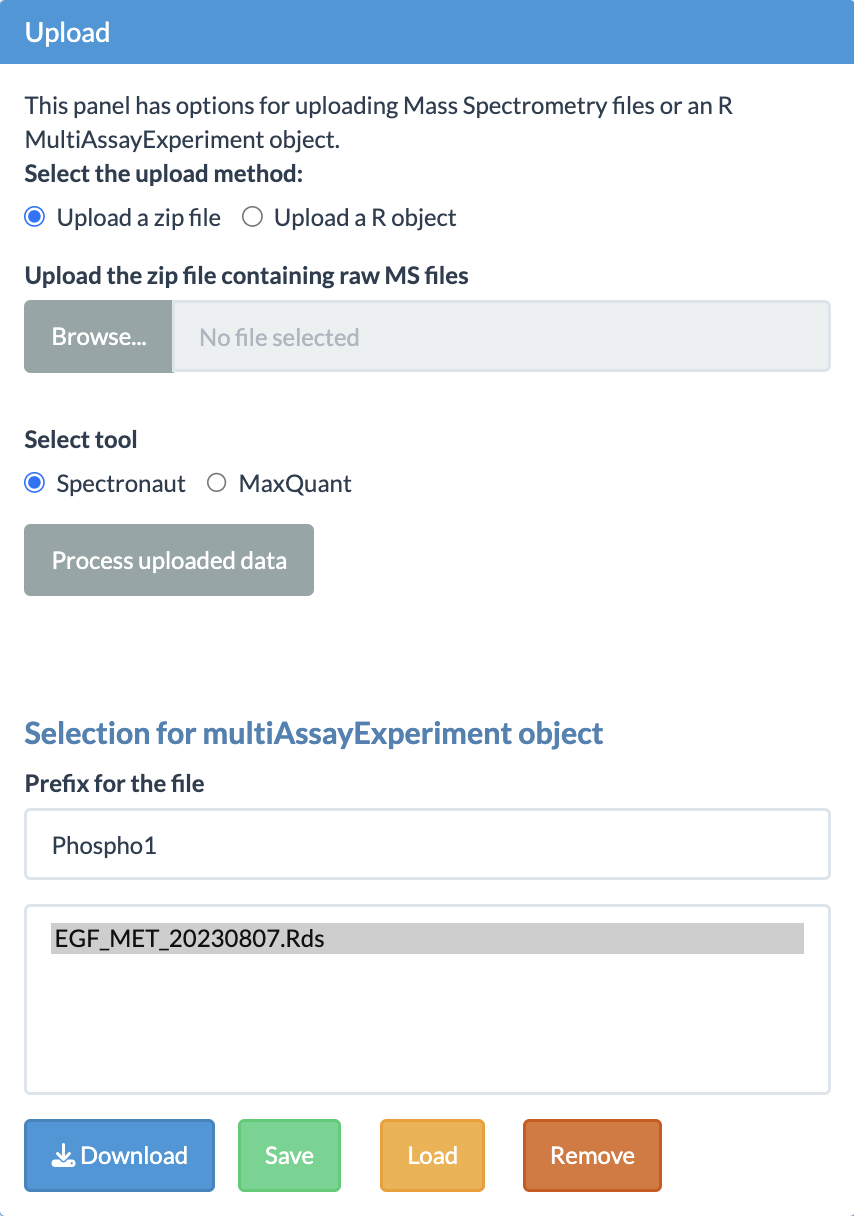 Upload
This panel has options for uploading Mass Spectrometry files or an R
MultiAssayExperiment object.
Select the upload method:
Upload a zip file Upload a R object
Upload the zip file containing raw MS files
Browse... No file selected
Select tool
Spectronaut MaxQuant
Process uploaded data
Selection for multiAssayExperiment object
Prefix for the file
Phospho1
EGF_MET_20230807.Rds
Download Save Load Remove